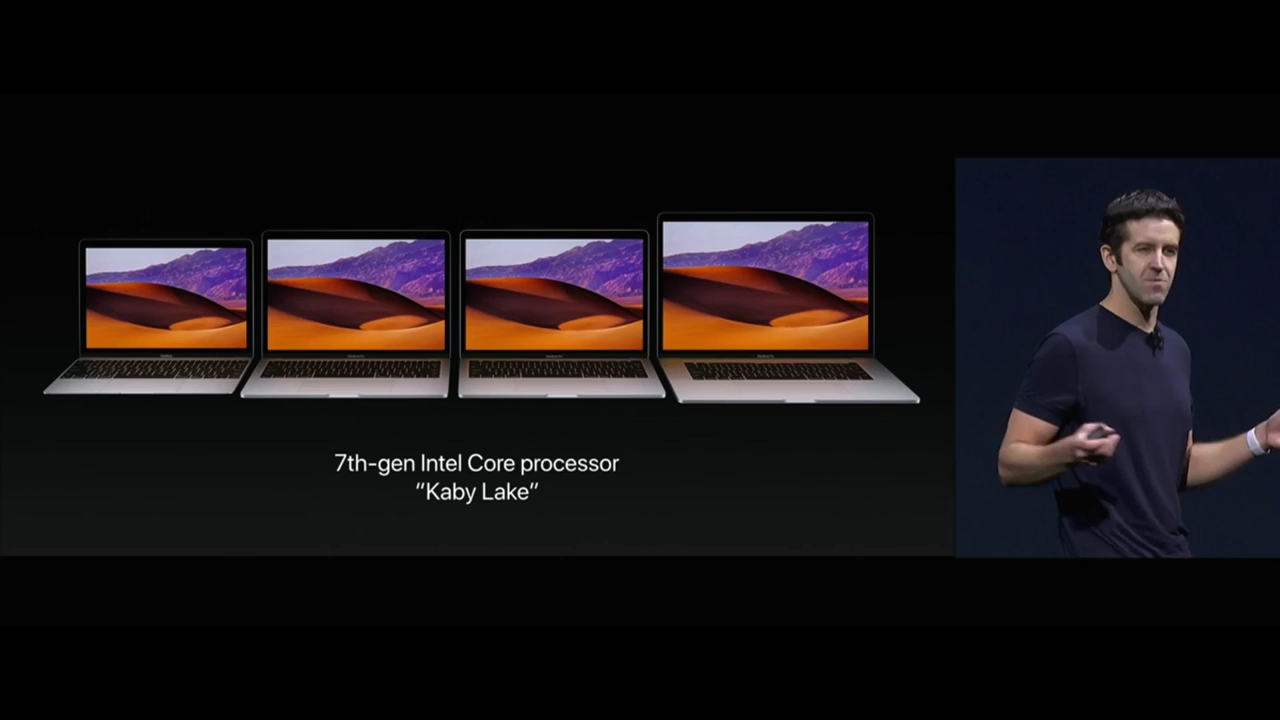 7th-gen Intel Core processor
“Kaby Lake”